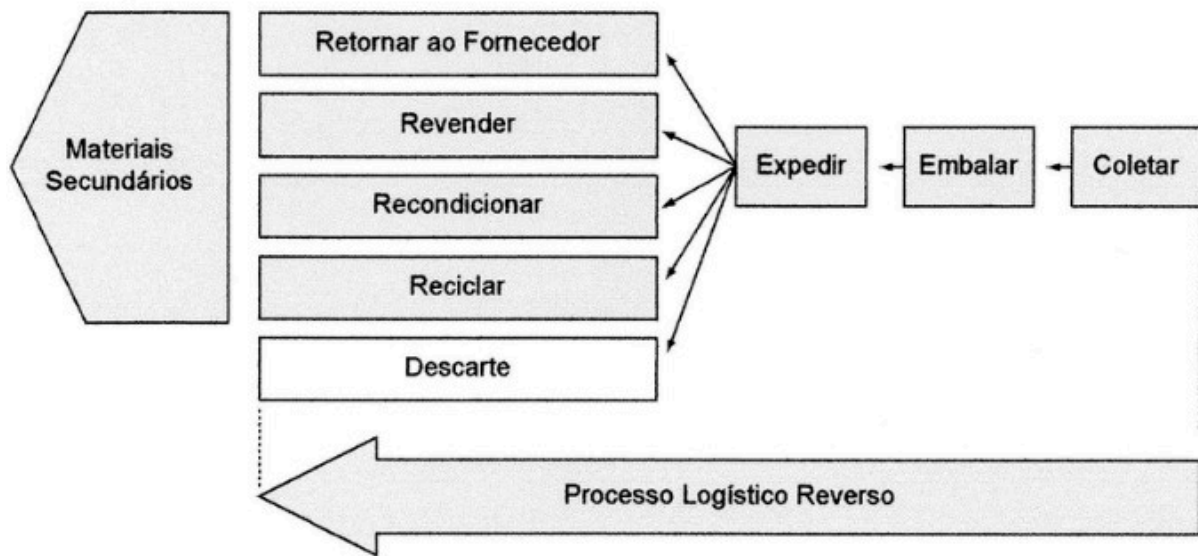 Retornar ao Fornecedor
Revender
Materiais
Secundários
Recondicionar
Reciclar
Descarte
Expedir
Embalar
Coletar
Processo Logístico Reverso